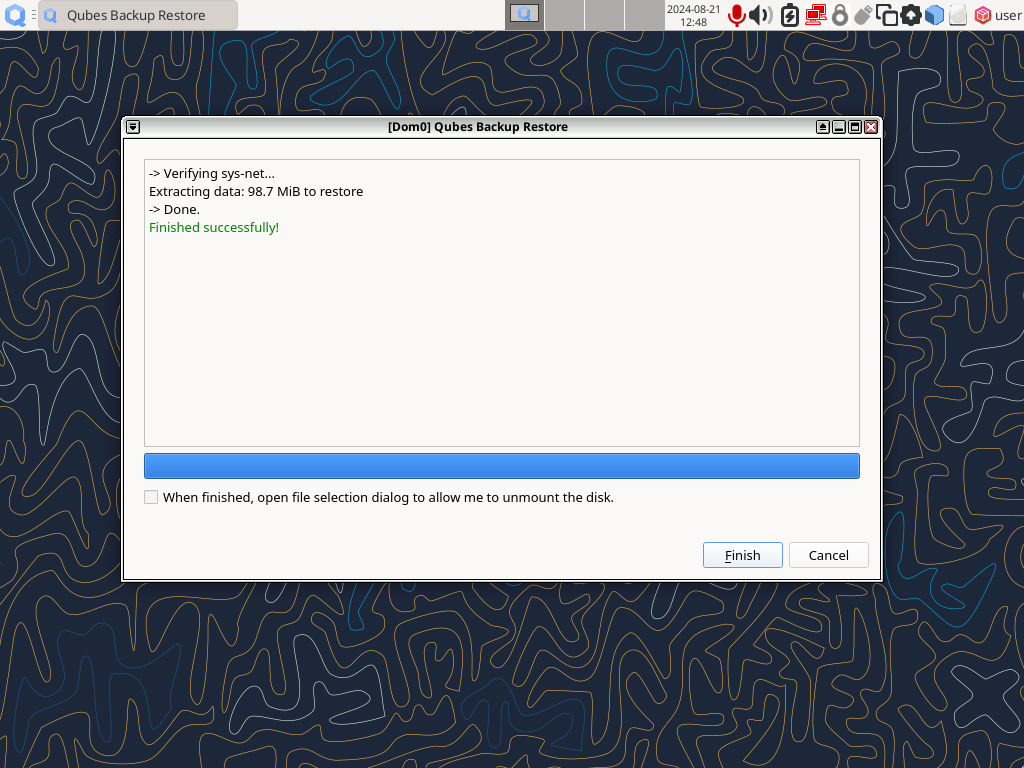 Qubes Backup Restore
2024-08-21
12:48
user
[Dom0] Qubes Backup Restore
-> Verifying sys-net...
Extracting data: 98.7 MiB to restore
-> Done.
Finished successfully!
When finished, open file selection dialog to allow me to unmount the disk.
Finish
Cancel